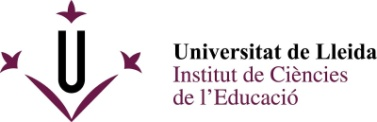 U
Universitat de Lleida
Institut de Ciències
de l'Educació